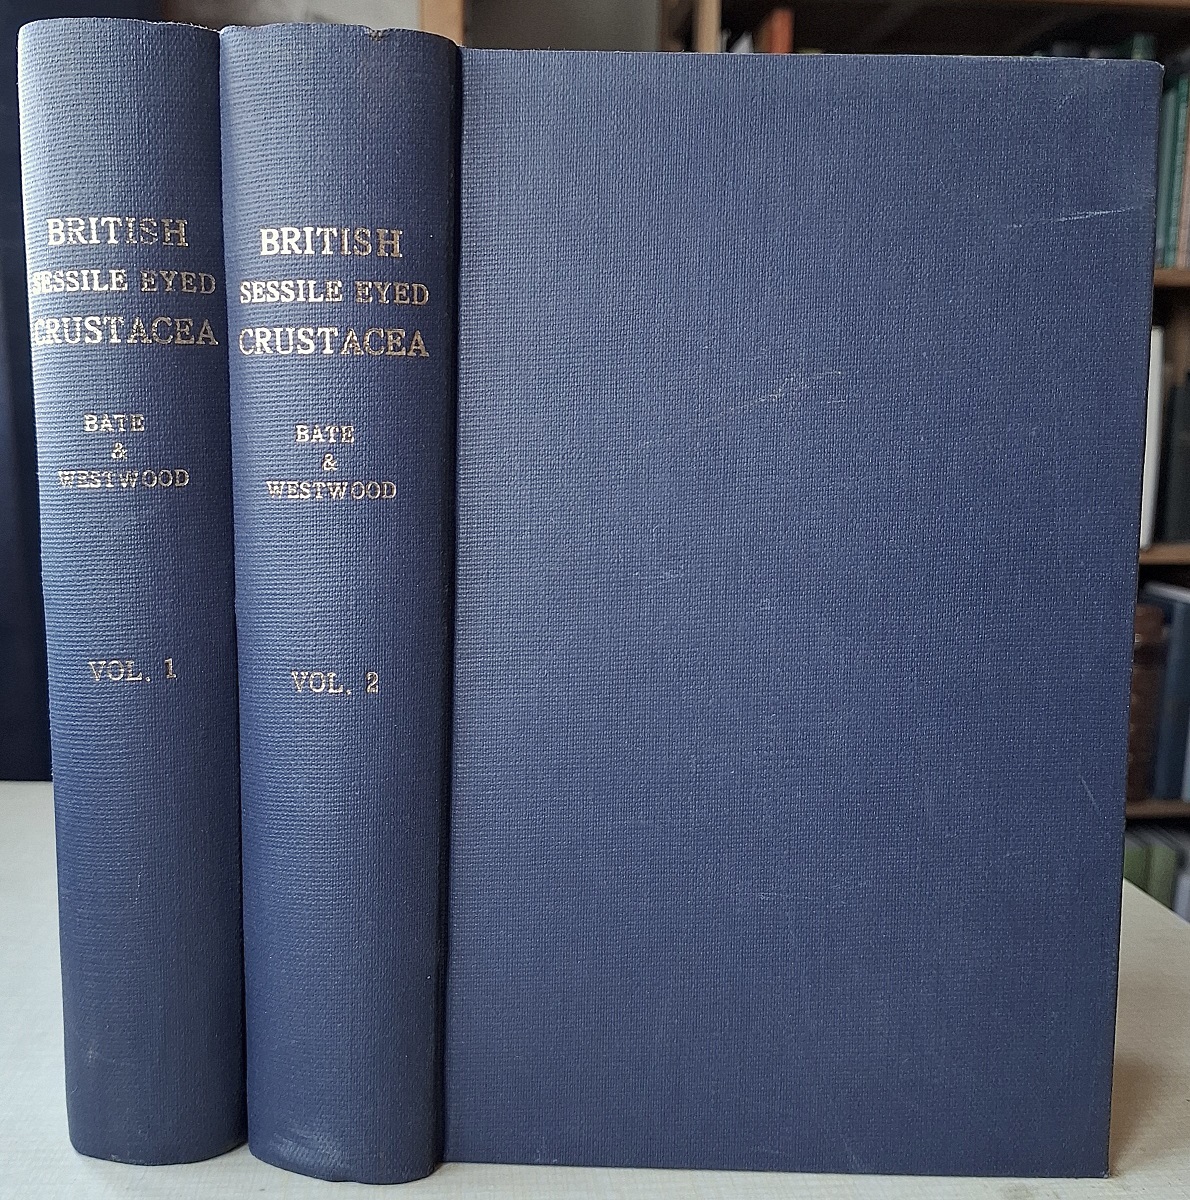 BRITISH
SESSILE EYED
CRUSTACEA
BATE
&
WESTWOOD
VOL. 1
BRITISH
SESSILE EYED
CRUSTACEA
BATE
&
WESTWOOD
VOL. 2